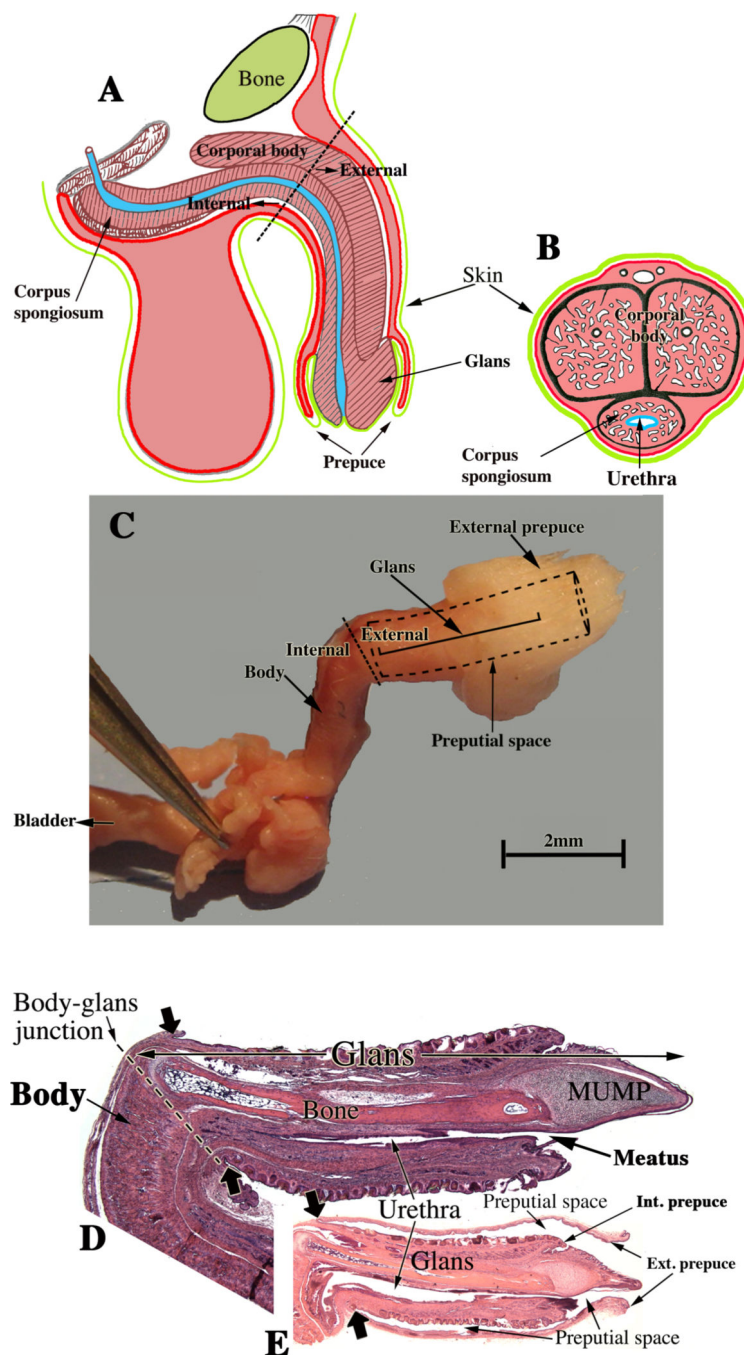 A
Bone
Corporal body
External
Internal
Corpus
spongiosum
Skin
Glans
Prepuce
B
Corporal
body
Corpus
spongiosum
Urethra
C
External prepuce
Glans
External
Internal
Body
Preputial space
Bladder
2mm
Body-glans
junction
Glans
Body
Bone
MUMP
Meatus
D
Urethra
Preputial space
Int. prepuce
Glans
Ext. prepuce
E
Preputial space